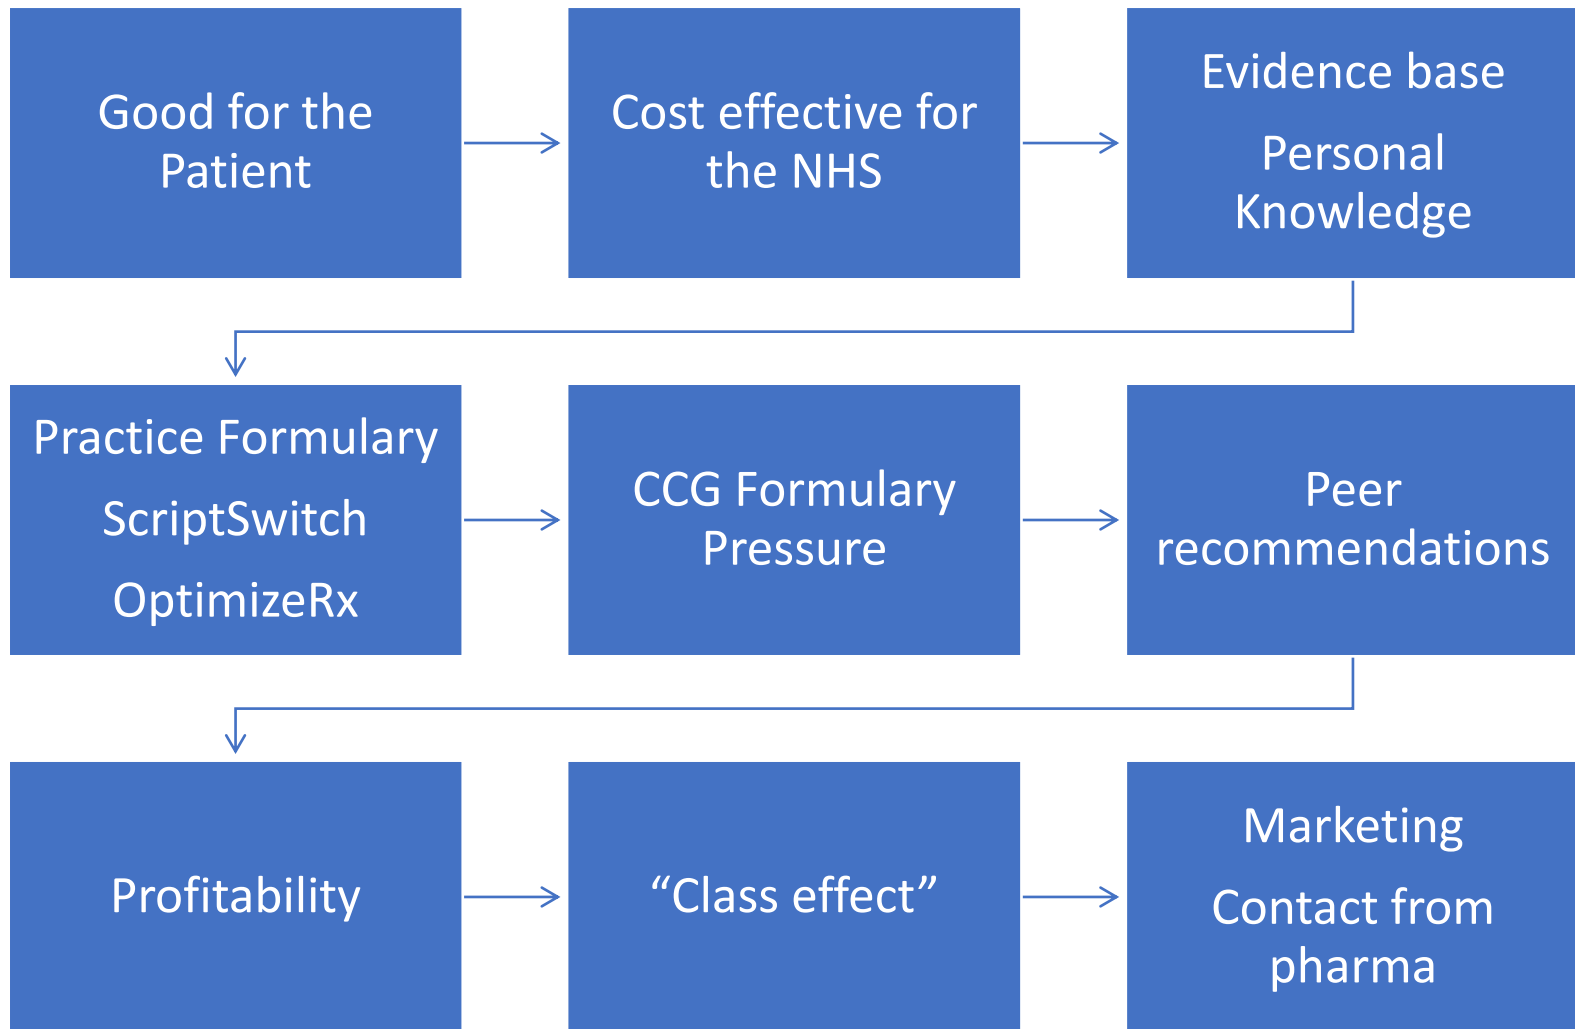 Good for the
Patient
Cost effective for
the NHS
Evidence base
Personal
Knowledge
Practice Formulary
ScriptSwitch
OptimizeRx
CCG Formulary
Pressure
Peer
recommendations
Profitability
“Class effect”
Marketing
Contact from
pharma